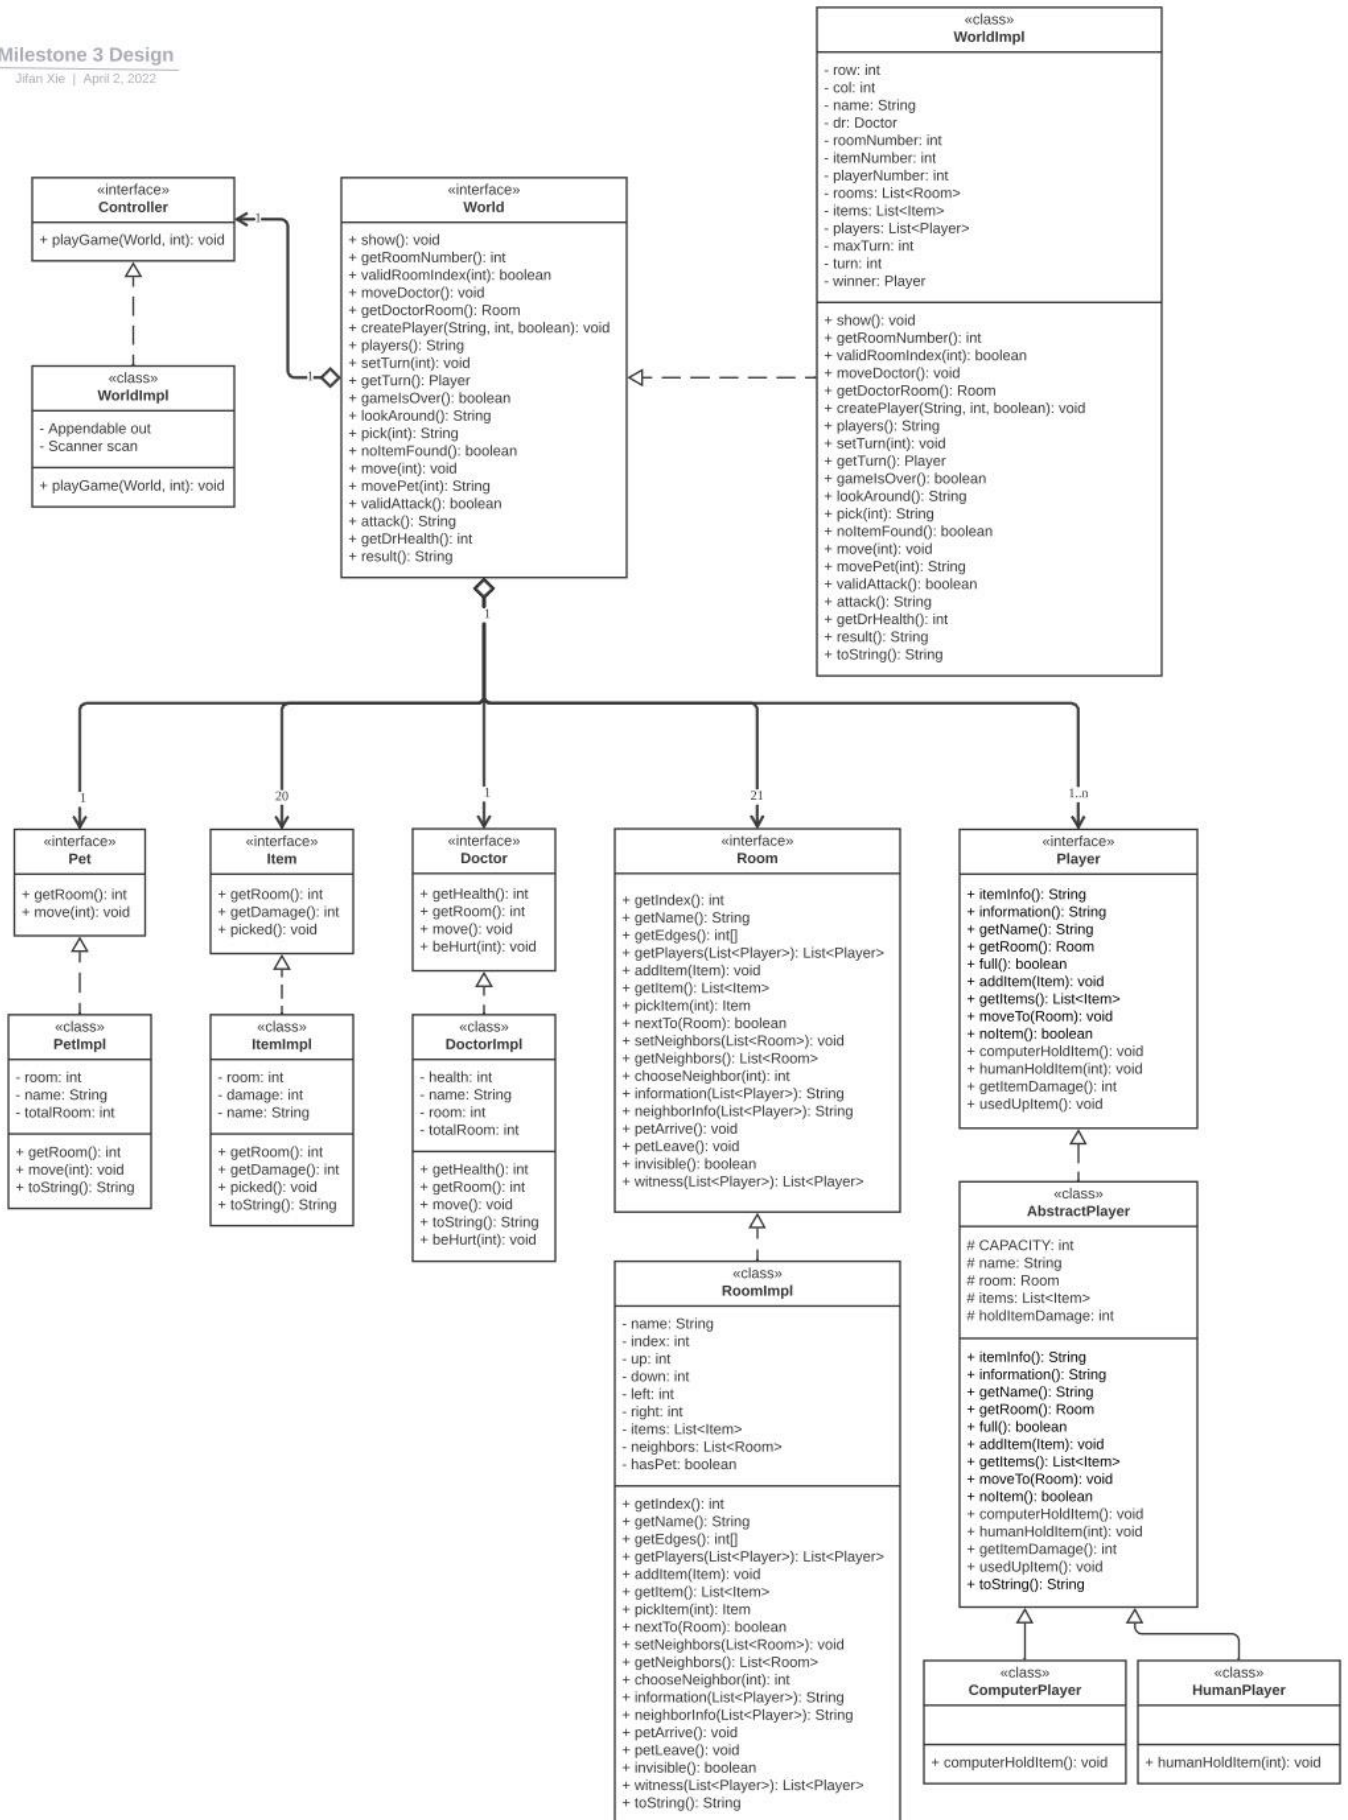 Milestone 3 Design
Jifan Xie | April 2, 2022
«class»
WorldImpl
- row: int
- col: int
- name: String
- dr: Doctor
- roomNumber: int
- itemNumber: int
- playerNumber: int
- rooms: List<Room>
- items: List<Item>
- players: List<Player>
- maxTurn: int
- turn: int
- winner: Player
+ show(): void
+ getRoomNumber(): int
+ validRoomIndex(int): boolean
+ moveDoctor(): void
+ getDoctorRoom(): Room
+ createPlayer(String, int, boolean): void
+ players(): String
+ setTurn(int): void
+ getTurn(): Player
+ gameIsOver(): boolean
+ lookAround(): String
+ pick(int): String
+ noItemFound(): boolean
+ move(int): void
+ movePet(int): String
+ validAttack(): boolean
+ attack(): String
+ getDrHealth(): int
+ result(): String
+ toString(): String
«interface»
Controller
+ playGame(World, int): void
1
1
«class»
WorldImpl
- Appendable out
- Scanner scan
+ playGame(World, int): void
«interface»
World
+ show(): void
+ getRoomNumber(): int
+ validRoomIndex(int): boolean
+ moveDoctor(): void
+ getDoctorRoom(): Room
+ createPlayer(String, int, boolean): void
+ players(): String
+ setTurn(int): void
+ getTurn(): Player
+ gameIsOver(): boolean
+ lookAround(): String
+ pick(int): String
+ noItemFound(): boolean
+ move(int): void
+ movePet(int): String
+ validAttack(): boolean
+ attack(): String
+ getDrHealth(): int
+ result(): String
1
1
20
1
21
1..n
«interface»
Pet
+ getRoom(): int
+ move(int): void
«class»
PetImpl
- room: int
- name: String
- totalRoom: int
+ getRoom(): int
+ move(int): void
+ toString(): String
«interface»
Item
+ getRoom(): int
+ getDamage(): int
+ picked(): void
«class»
ItemImpl
- room: int
- damage: int
- name: String
+ getRoom(): int
+ getDamage(): int
+ picked(): void
+ toString(): String
«interface»
Doctor
+ getHealth(): int
+ getRoom(): int
+ move(): void
+ beHurt(int): void
«class»
DoctorImpl
- health: int
- name: String
- room: int
- totalRoom: int
+ getHealth(): int
+ getRoom(): int
+ move(): void
+ toString(): String
+ beHurt(int): void
«interface»
Room
+ getIndex(): int
+ getName(): String
+ getEdges(): int[]
+ getPlayers(List<Player>): List<Player>
+ addItem(Item): void
+ getItem(): List<Item>
+ pickItem(int): Item
+ nextTo(Room): boolean
+ setNeighbors(List<Room>): void
+ getNeighbors(): List<Room>
+ chooseNeighbor(int): int
+ information(List<Player>): String
+ neighborInfo(List<Player>): String
+ petArrive(): void
+ petLeave(): void
+ invisible(): boolean
+ witness(List<Player>): List<Player>
«class»
RoomImpl
- name: String
- index: int
- up: int
- down: int
- left: int
- right: int
- items: List<Item>
- neighbors: List<Room>
- hasPet: boolean
+ getIndex(): int
+ getName(): String
+ getEdges(): int[]
+ getPlayers(List<Player>): List<Player>
+ addItem(Item): void
+ getItem(): List<Item>
+ pickItem(int): Item
+ nextTo(Room): boolean
+ setNeighbors(List<Room>): void
+ getNeighbors(): List<Room>
+ chooseNeighbor(int): int
+ information(List<Player>): String
+ neighborInfo(List<Player>): String
+ petArrive(): void
+ petLeave(): void
+ invisible(): boolean
+ witness(List<Player>): List<Player>
+ toString(): String
«interface»
Player
+ itemInfo(): String
+ information(): String
+ getName(): String
+ getRoom(): Room
+ full(): boolean
+ addItem(Item): void
+ getItems(): List<Item>
+ moveTo(Room): void
+ noItem(): boolean
+ computerHoldItem(): void
+ humanHoldItem(int): void
+ getItemDamage(): int
+ usedUpItem(): void
«class»
AbstractPlayer
# CAPACITY: int
# name: String
# room: Room
# items: List<Item>
# holdItemDamage: int
+ itemInfo(): String
+ information(): String
+ getName(): String
+ getRoom(): Room
+ full(): boolean
+ addItem(Item): void
+ getItems(): List<Item>
+ moveTo(Room): void
+ noItem(): boolean
+ computerHoldItem(): void
+ humanHoldItem(int): void
+ getItemDamage(): int
+ usedUpItem(): void
+ toString(): String
«class»
ComputerPlayer
+ computerHoldItem(): void
«class»
HumanPlayer
+ humanHoldItem(int): void